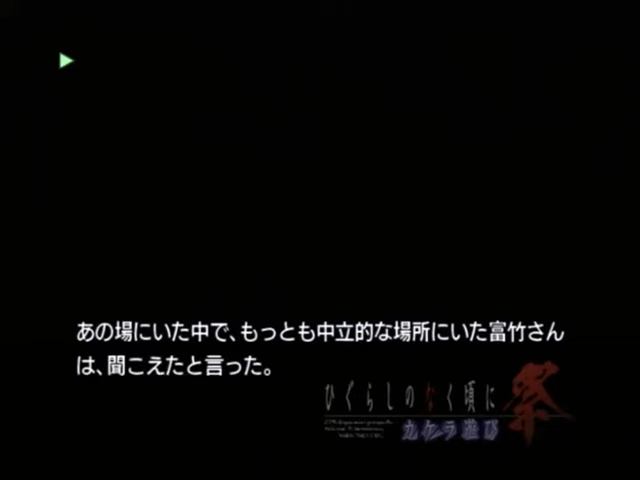 あの場にいた中で、もっとも中立的な場所にいた富竹さん
は、聞こえたと言った。
ひぐらしのなく頃に 祭
カケラ遊び